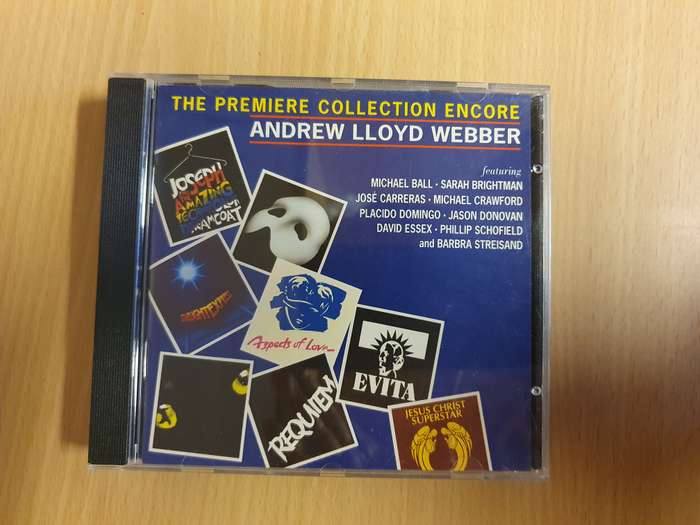 THE PREMIERE COLLECTION ENCORE
ANDREW LLOYD WEBBER
featuring
MICHAEL BALL · SARAH BRIGHTMAN
JOSÉ CARRERAS · MICHAEL CRAWFORD
PLACIDO DOMINGO · JASON DONOVAN
DAVID ESSEX · PHILLIP SCHOFIELD
and BARBRA STREISAND
JOSEPH
AMAZING
Aspects of Love
EVITA
REQUIEM
JESUS CHRIST
SUPERSTAR